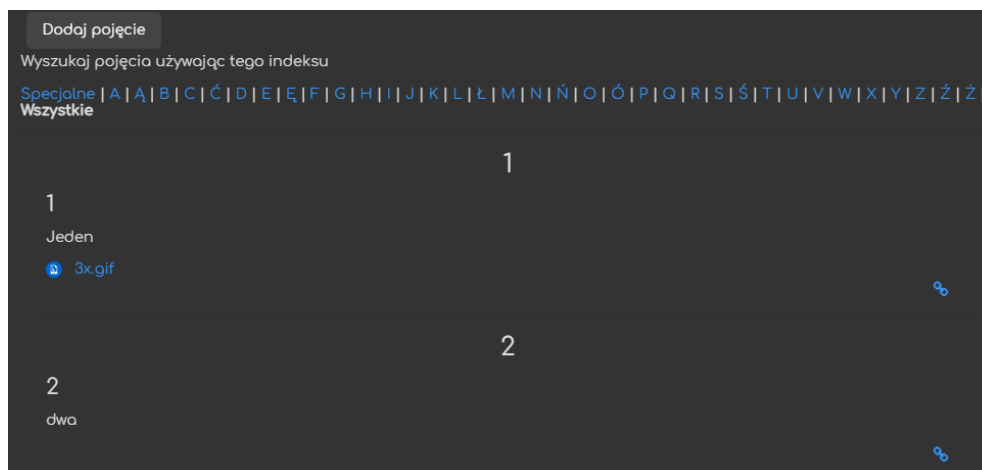 Dodaj pojęcie
Wyszukaj pojęcia używając tego indeksu
Specjalne | A | Ą | B | C | Ć | D | E | Ę | F | G | H | I | J | K | L | Ł | M | N | Ń | O | Ó | P | Q | R | S | Ś | T | U | V | W | X | Y | Z | Ź | Ż
Wszystkie
1
1
Jeden
3x.gif
2
2
dwa